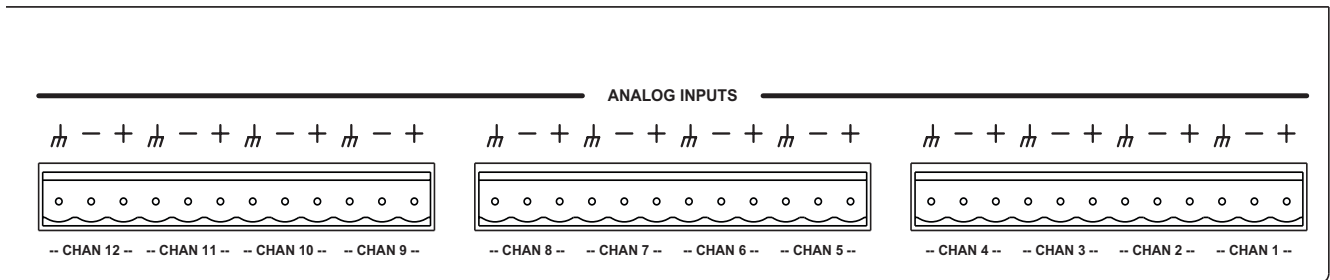 ANALOG INPUTS
− + − + − + − + − + − + − + − + − + − + − + − +
-- CHAN 12 -- -- CHAN 11 -- -- CHAN 10 -- -- CHAN 9 -- -- CHAN 8 -- -- CHAN 7 -- -- CHAN 6 -- -- CHAN 5 -- -- CHAN 4 -- -- CHAN 3 -- -- CHAN 2 -- -- CHAN 1 --